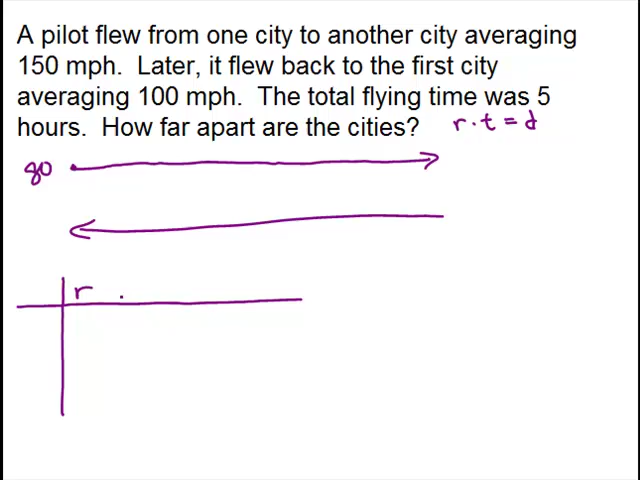 A pilot flew from one city to another city averaging
150 mph.  Later, it flew back to the first city
averaging 100 mph.  The total flying time was 5
hours.  How far apart are the cities? r · t = d
go
r